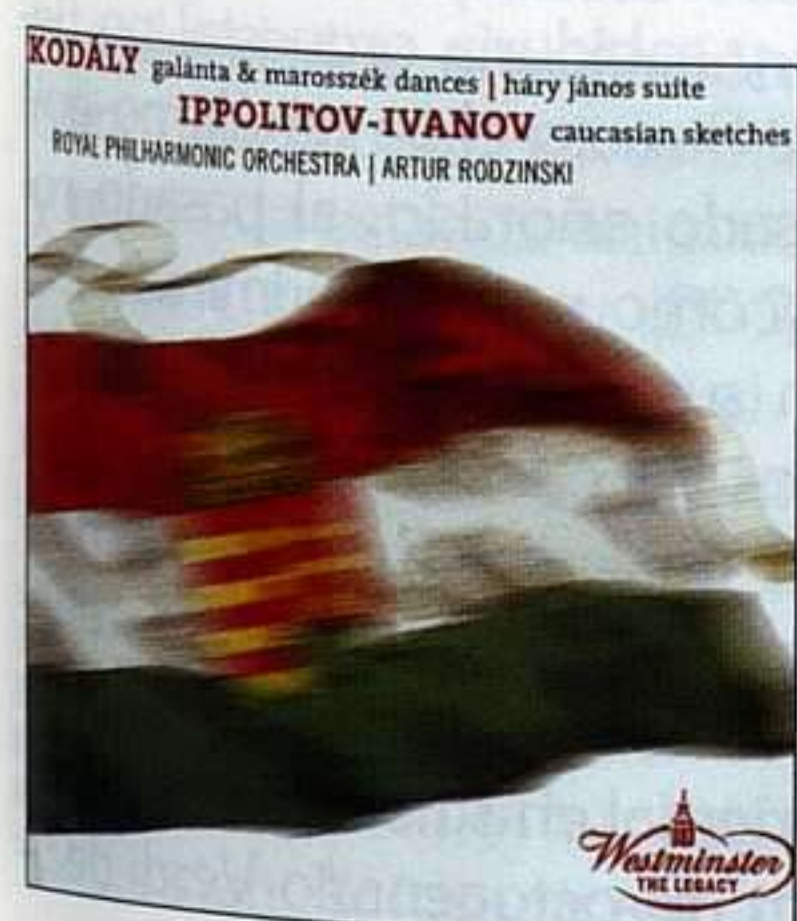 KODÁLY galánta & marosszék dances | háry jános suite
IPPOLITOV-IVANOV caucasian sketches
ROYAL PHILHARMONIC ORCHESTRA | ARTUR RODZINSKI
Westminster
THE LEGACY